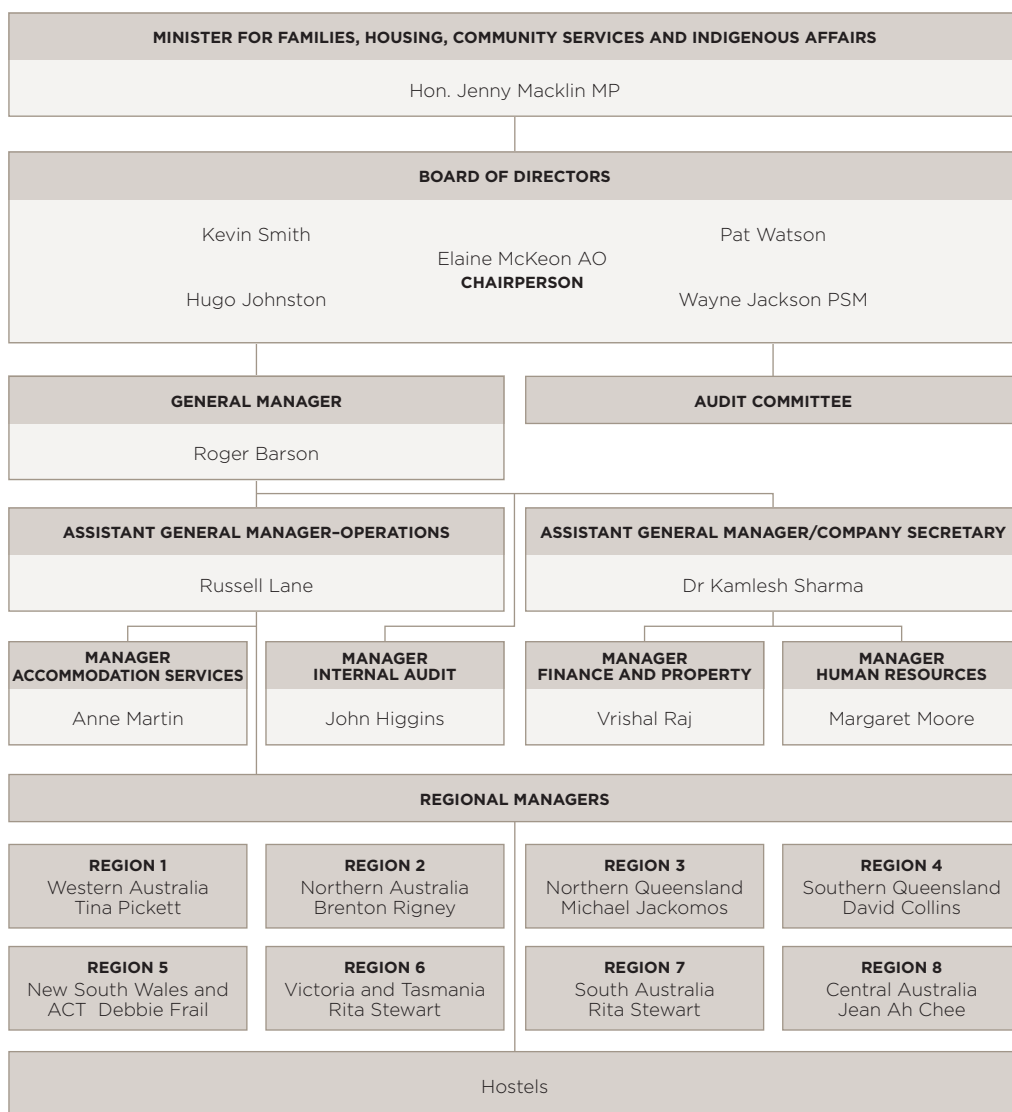 MINISTER FOR FAMILIES, HOUSING, COMMUNITY SERVICES AND INDIGENOUS AFFAIRS
Hon. Jenny Macklin MP
BOARD OF DIRECTORS
Kevin Smith
Pat Watson
Elaine McKeon AO
CHAIRPERSON
Hugo Johnston
Wayne Jackson PSM
GENERAL MANAGER
Roger Barson
AUDIT COMMITTEE
ASSISTANT GENERAL MANAGER–OPERATIONS
Russell Lane
ASSISTANT GENERAL MANAGER/COMPANY SECRETARY
Dr Kamlesh Sharma
MANAGER
ACCOMMODATION SERVICES
Anne Martin
MANAGER
INTERNAL AUDIT
John Higgins
MANAGER
FINANCE AND PROPERTY
Vrishal Raj
MANAGER
HUMAN RESOURCES
Margaret Moore
REGIONAL MANAGERS
REGION 1
Western Australia
Tina Pickett
REGION 2
Northern Australia
Brenton Rigney
REGION 3
Northern Queensland
Michael Jackomos
REGION 4
Southern Queensland
David Collins
REGION 5
New South Wales and
ACT Debbie Frail
REGION 6
Victoria and Tasmania
Rita Stewart
REGION 7
South Australia
Rita Stewart
REGION 8
Central Australia
Jean Ah Chee
Hostels